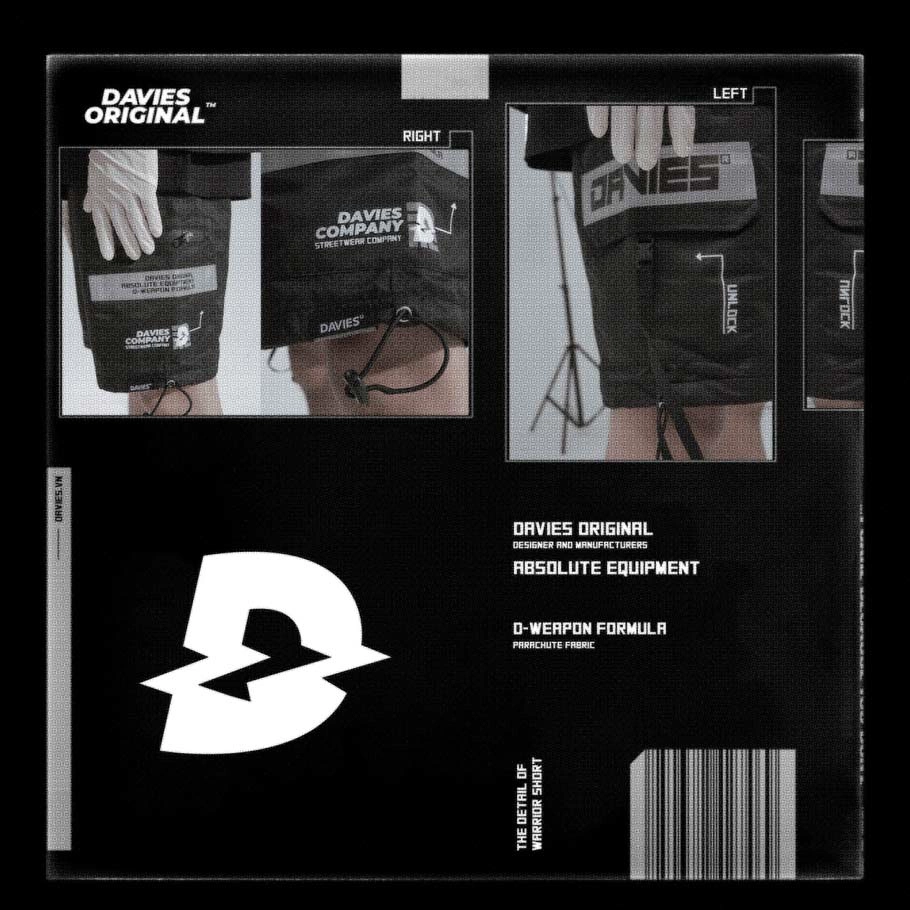 DAVIES
ORIGINAL™
RIGHT
LEFT
DAVIES ORIGINAL
ABSOLUTE EQUIPMENT
D-WEAPON FORMULA
DAVIES
COMPANY
STREETWEAR COMPANY
DAVIES
DAVIES
COMPANY
STREETWEAR COMPANY
DAVIES
DAVIES
UNLOCK
UNLOCK
DAVIES.VN
DAVIES ORIGINAL
DESIGNER AND MANUFACTURERS
ABSOLUTE EQUIPMENT
D-WEAPON FORMULA
PARACHUTE FABRIC
THE DETAIL OF
WARRIOR SHORT